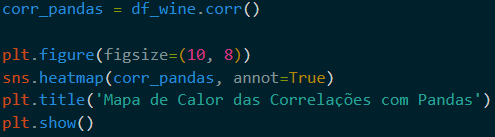 corr_pandas = df_wine.corr()
plt.figure(figsize=(10, 8))
sns.heatmap(corr_pandas, annot=True)
plt.title('Mapa de Calor das Correlações com Pandas')
plt.show()